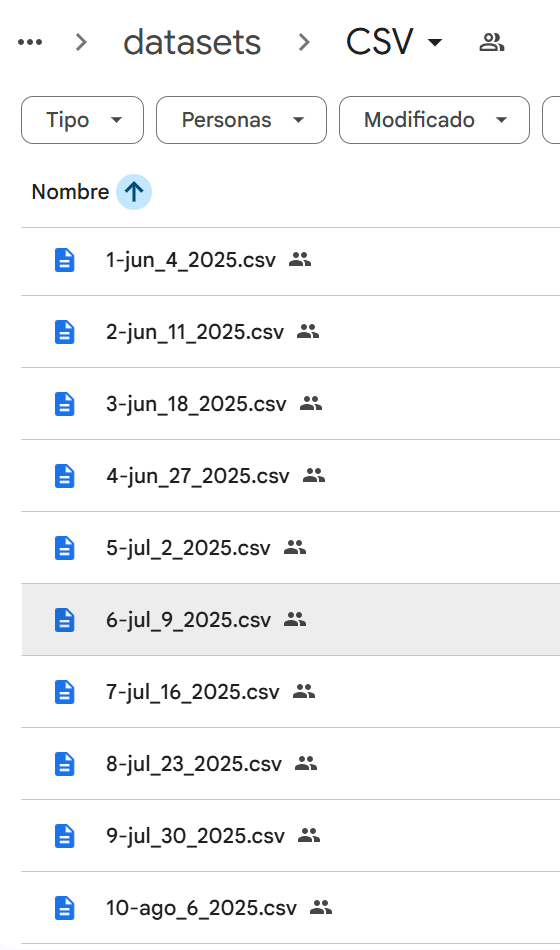 datasets CSV
Tipo Personas Modificado
Nombre
1-jun_4_2025.csv
2-jun_11_2025.csv
3-jun_18_2025.csv
4-jun_27_2025.csv
5-jul_2_2025.csv
6-jul_9_2025.csv
7-jul_16_2025.csv
8-jul_23_2025.csv
9-jul_30_2025.csv
10-ago_6_2025.csv